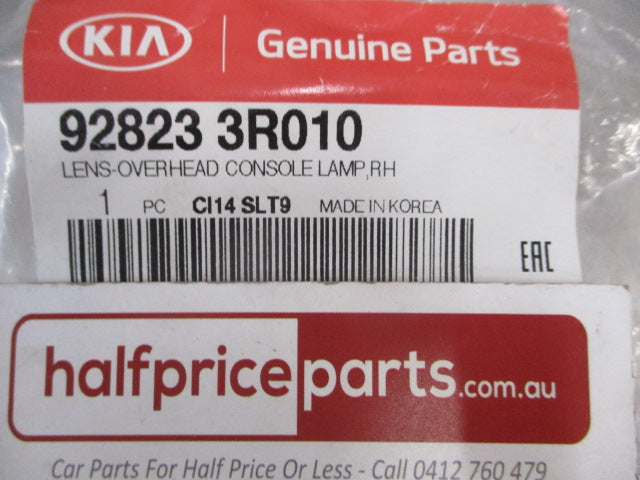 KIA Genuine Parts
92823 3R010
LENS-OVERHEAD CONSOLE LAMP,RH
1 PC CI14 SLT9 MADE IN KOREA
EAC
halfpriceparts.com.au
Car Parts For Half Price Or Less - Call 0412 760 479